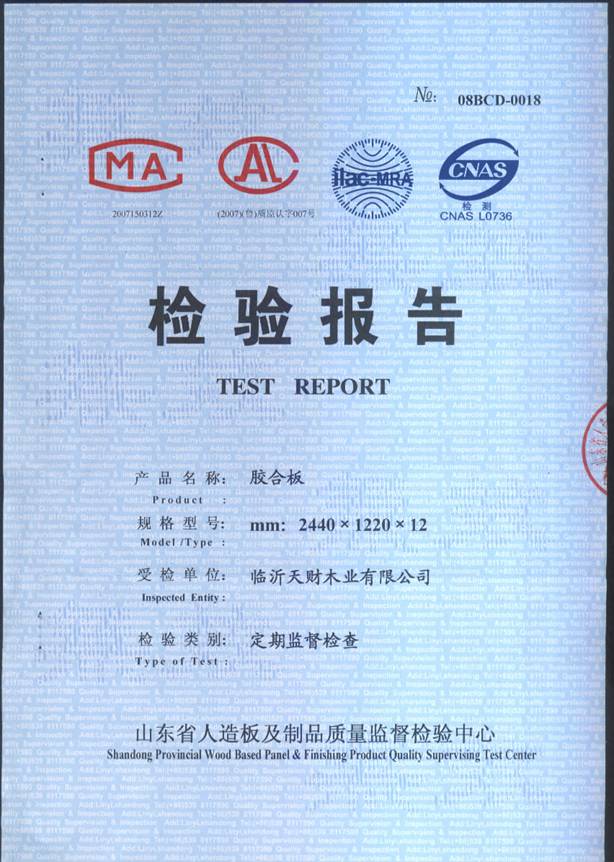 №: 08BCD-0018
MA
AL
ilac-MRA
CNAS
检 测
2007150312Z
(2007)(鲁)质监认字007号
CNAS L0736
检验报告
TEST REPORT
产品名称: 胶合板
Product :
规格型号: mm: 2440×1220×12
Model /Type :
受检单位: 临沂天财木业有限公司
Inspected Entity :
检验类别: 定期监督检查
Type of Test :
山东省人造板及制品质量监督检验中心
Shandong Provincial Wood Based Panel & Finishing Product Quality Supervising Test Center